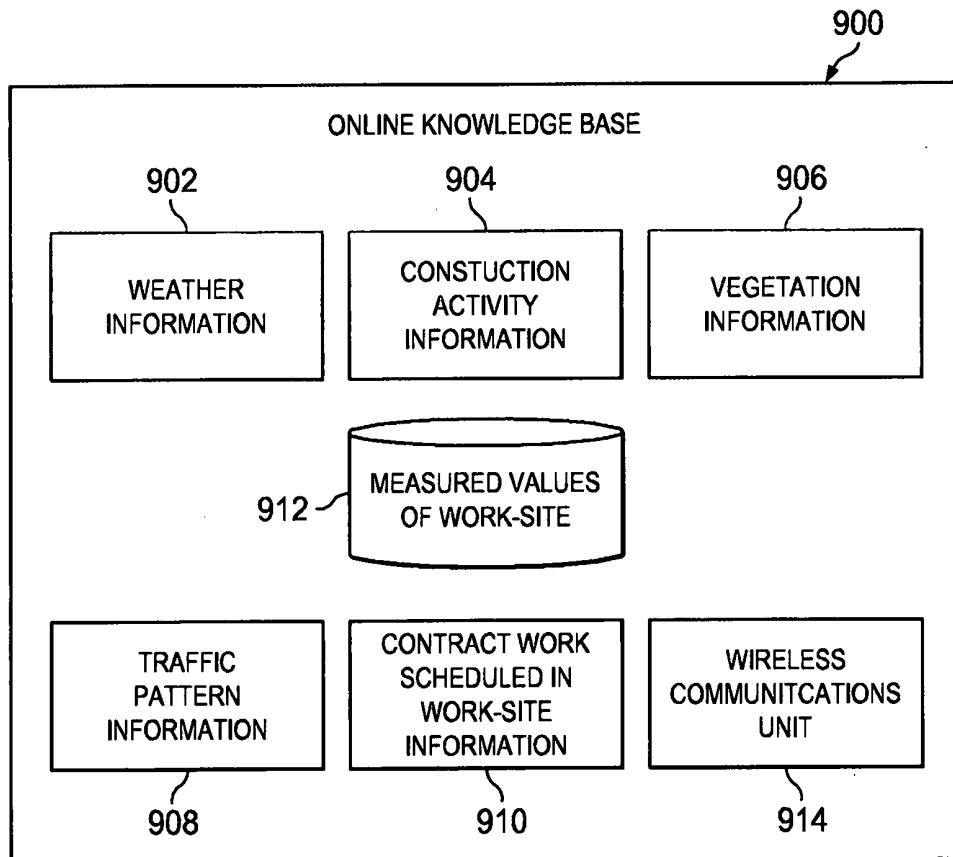 900
ONLINE KNOWLEDGE BASE
902
904
906
WEATHER
INFORMATION
CONSTUCTION
ACTIVITY
INFORMATION
VEGETATION
INFORMATION
912
MEASURED VALUES
OF WORK-SITE
TRAFFIC
PATTERN
INFORMATION
CONTRACT WORK
SCHEDULED IN
WORK-SITE
INFORMATION
WIRELESS
COMMUNITCATIONS
UNIT
908
910
914